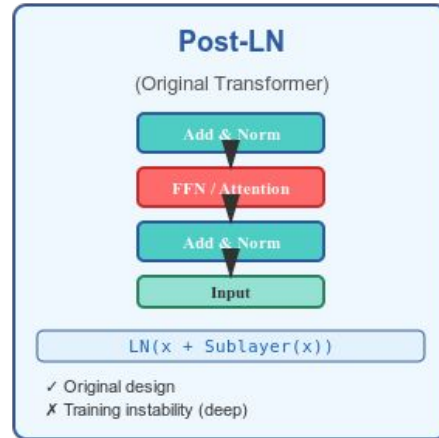 Post-LN
(Original Transformer)
Add & Norm
FFN / Attention
Add & Norm
Input
LN(x + Sublayer(x))
✓ Original design
✗ Training instability (deep)